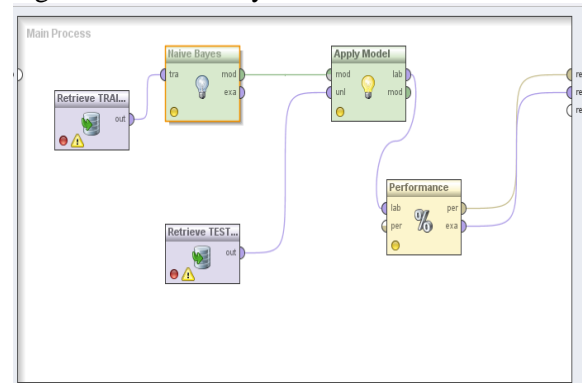 Main Process
Naive Bayes
tra
mod
exa
Apply Model
mod
lab
unl
mod
Retrieve TRAI...
out
Performance
lab
per
per
%
exa
Retrieve TEST...
out
re
re
re